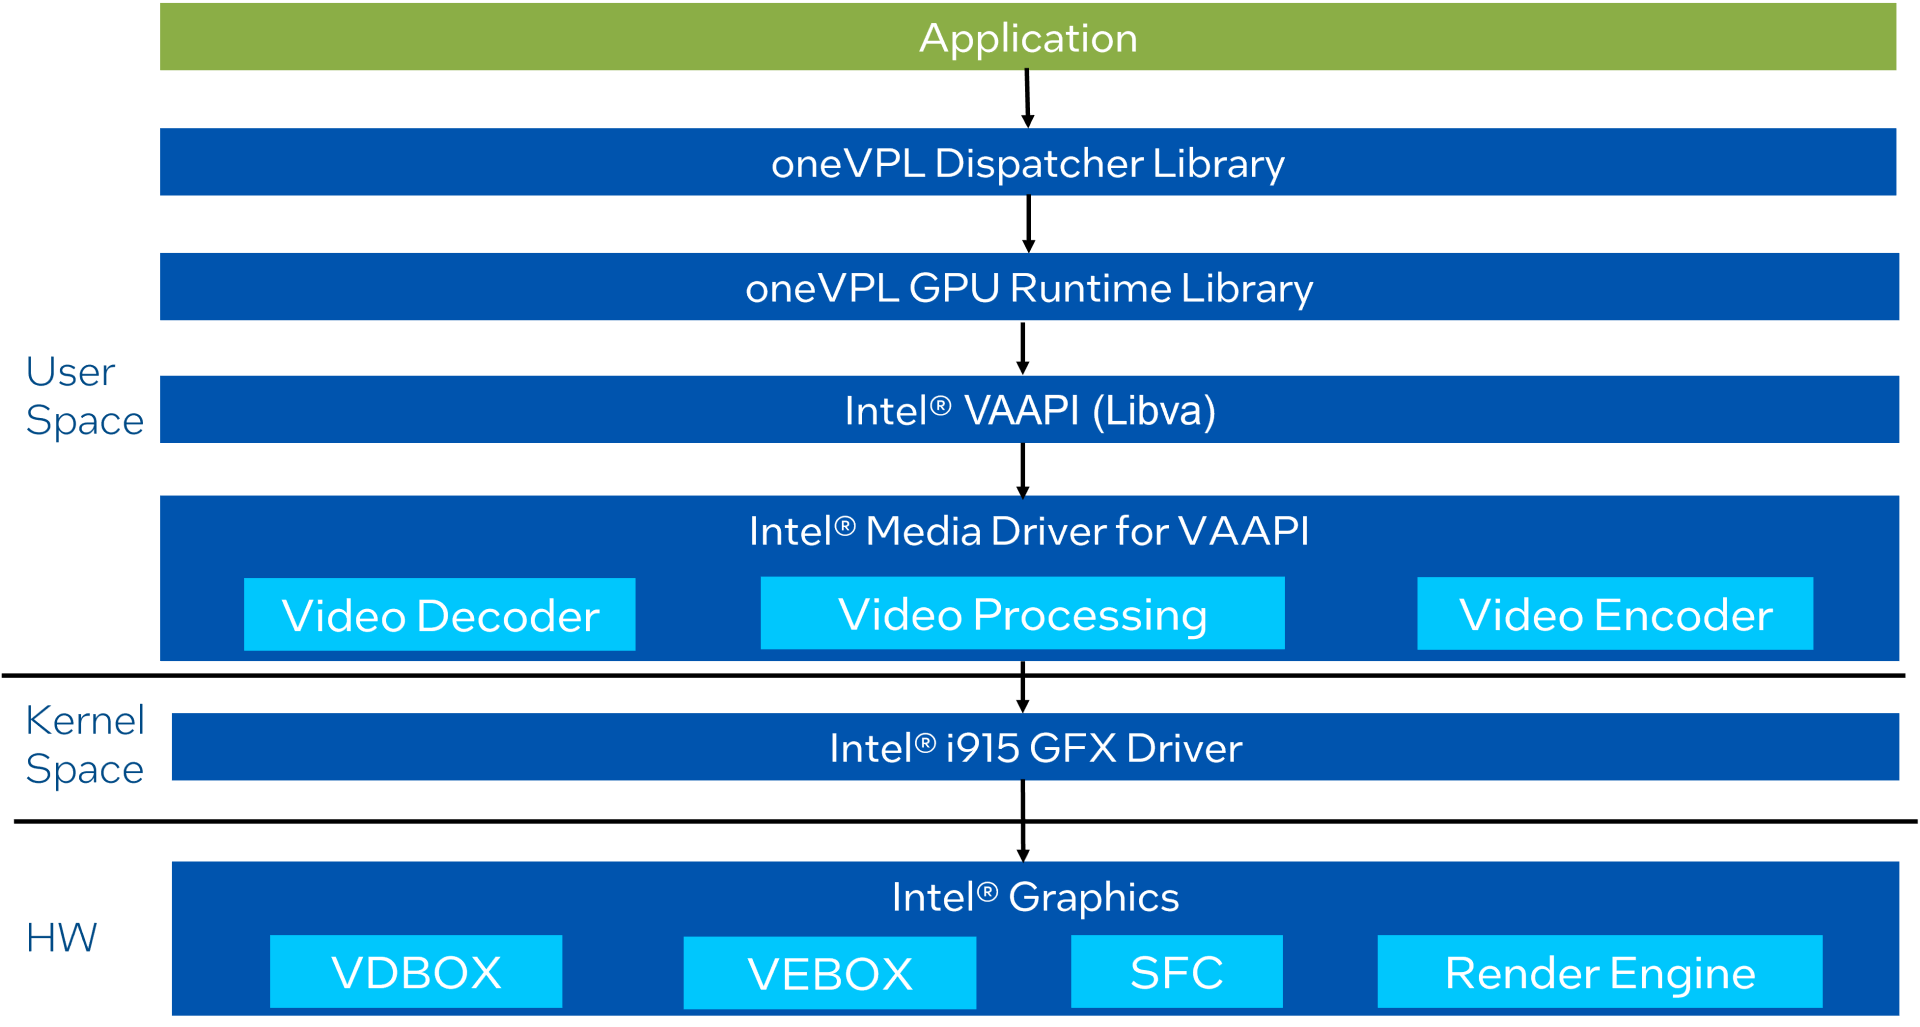 Application
oneVPL Dispatcher Library
oneVPL GPU Runtime Library
User
Space
Intel® VAAPI (Libva)
Intel® Media Driver for VAAPI
Video Decoder
Video Processing
Video Encoder
Kernel
Space
Intel® i915 GFX Driver
HW
Intel® Graphics
VDBOX
VEBOX
SFC
Render Engine